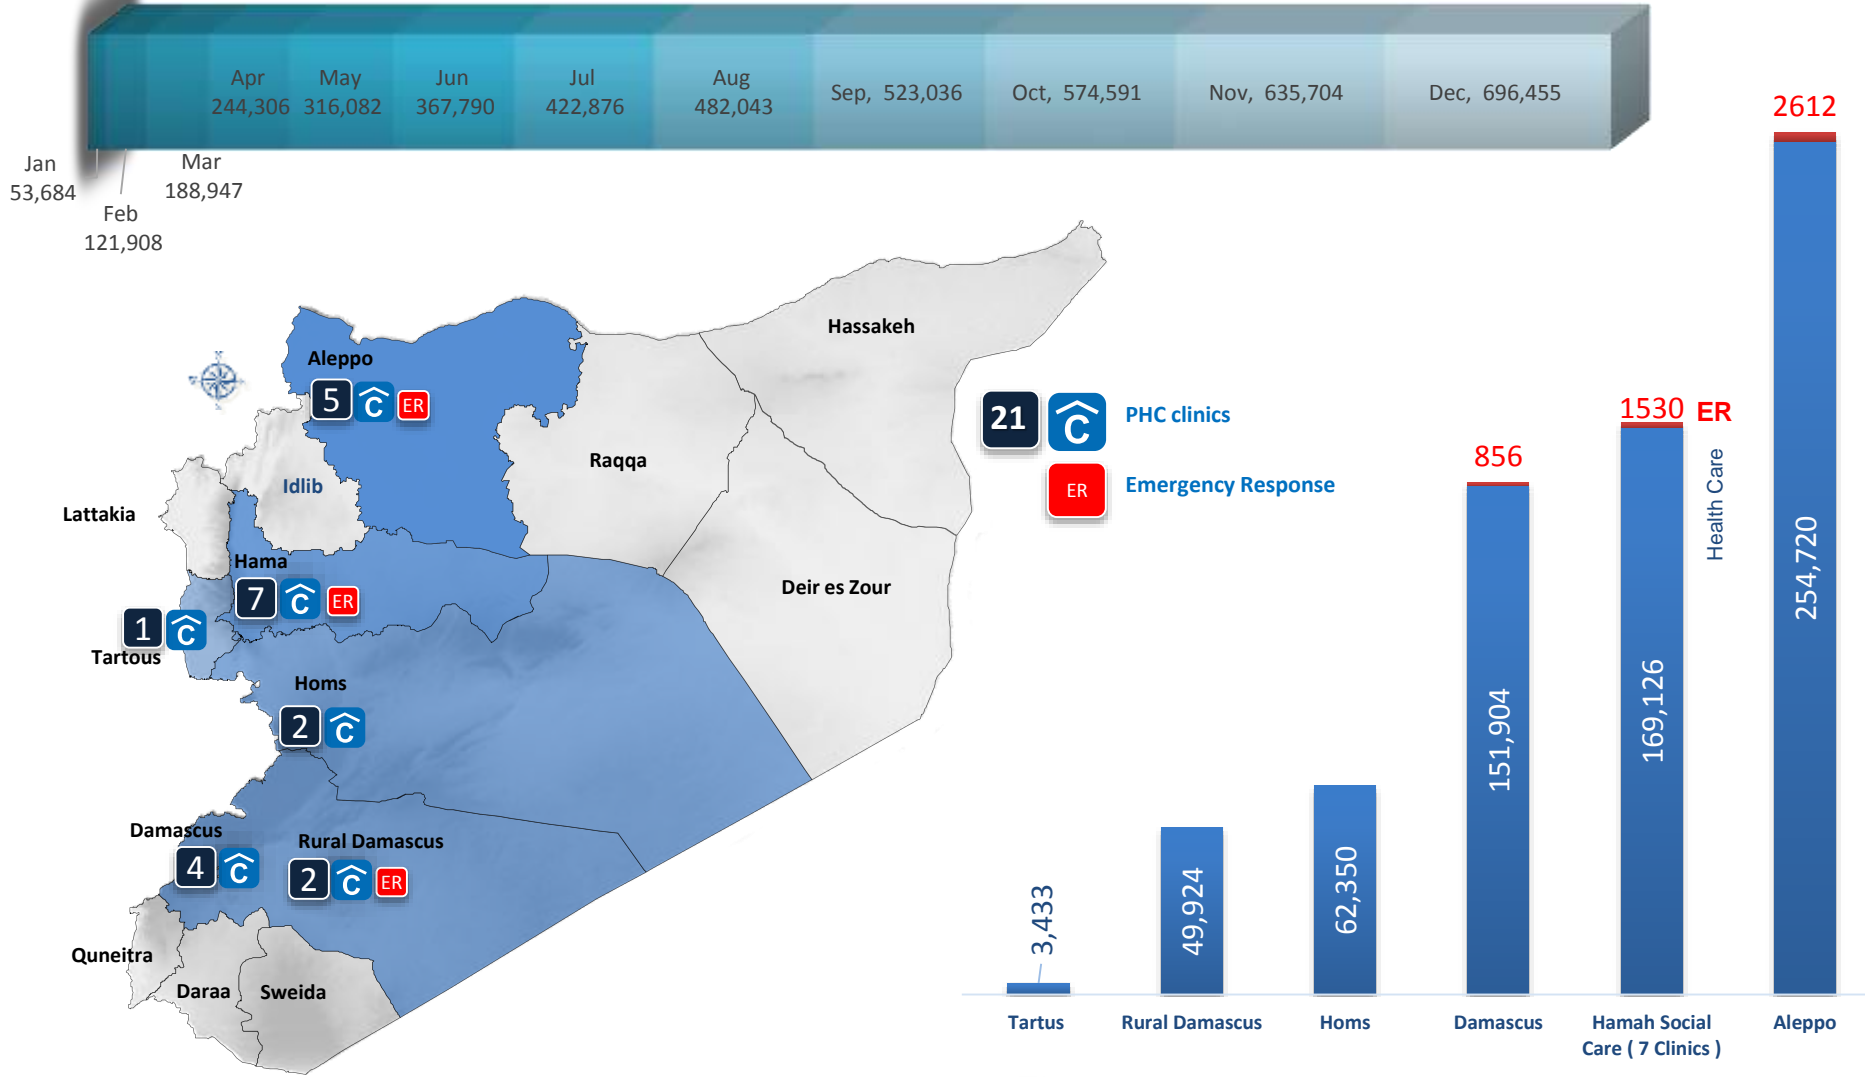 Jan
53,684
Feb
121,908
Mar
188,947
Apr
244,306
May
316,082
Jun
367,790
Jul
422,876
Aug
482,043
Sep, 523,036
Oct, 574,591
Nov, 635,704
Dec, 696,455
N
Aleppo
5 C ER
Hassakeh
Raqqa
Idlib
Lattakia
Hama
7 C ER
Deir es Zour
1 C
Tartous
Homs
2 C
Damascus
4 C
Rural Damascus
2 C ER
Quneitra
Daraa
Sweida
21 C PHC clinics
ER Emergency Response
3,433
49,924
62,350
856
151,904
1530 ER
Health Care
169,126
2612
254,720
Tartus
Rural Damascus
Homs
Damascus
Hamah Social
Care ( 7 Clinics )
Aleppo